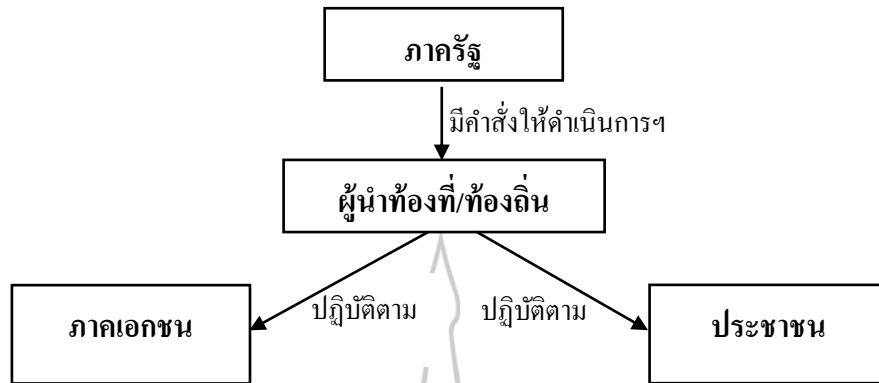 ภาครัฐ
มีคำสั่งให้ดำเนินการฯ
ผู้นำท้องที่/ท้องถิ่น
ปฏิบัติตาม ปฏิบัติตาม
ภาคเอกชน ประชาชน